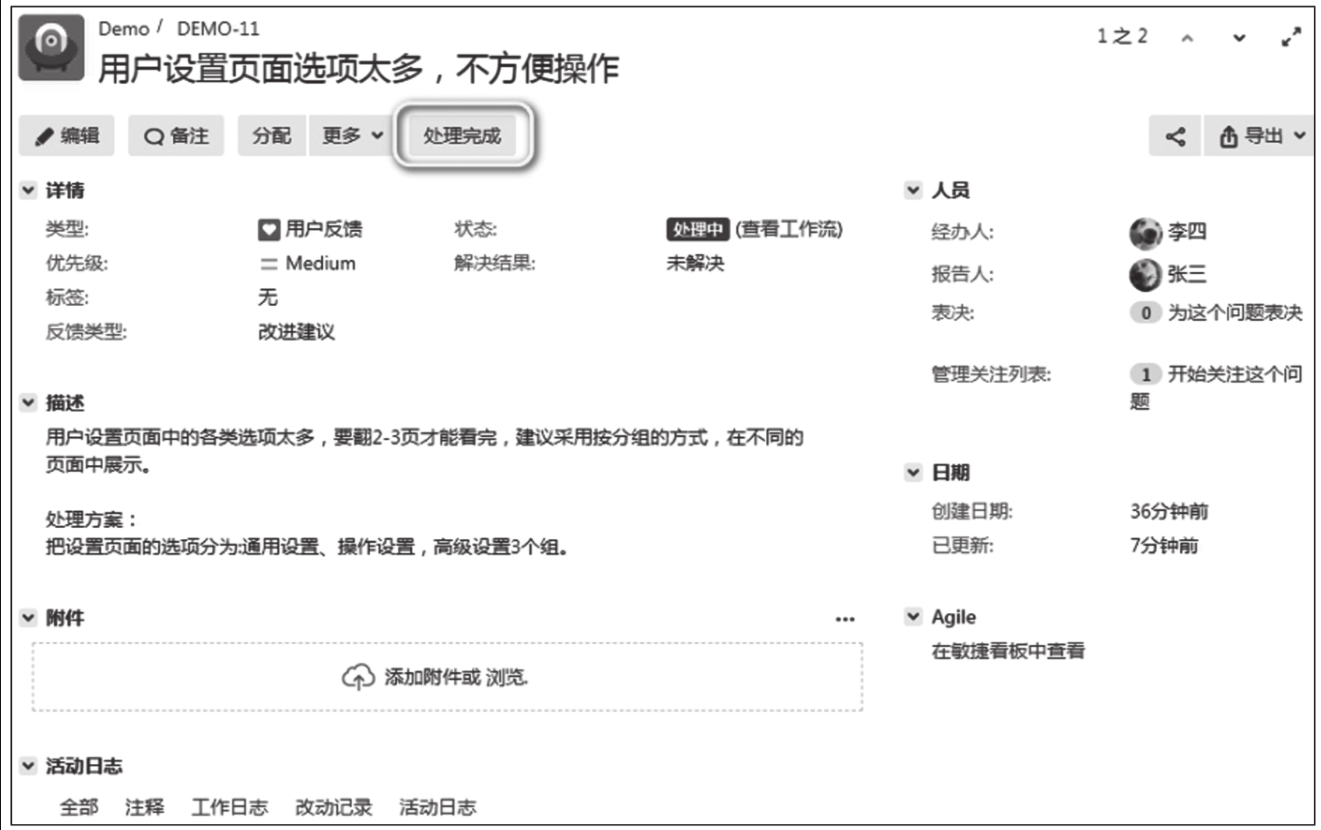 Demo / DEMO-11
用户设置页面选项太多，不方便操作
1之2
编辑 备注 分配 更多 处理完成 导出
详情
类型: 用户反馈 状态: 处理中 (查看工作流)
优先级: Medium 解决结果: 未解决
标签: 无
反馈类型: 改进建议
描述
用户设置页面中的各类选项太多，要翻2-3页才能看完，建议采用按分组的方式，在不同的
页面中展示。
处理方案：
把设置页面的选项分为:通用设置、操作设置，高级设置3个组。
附件
添加附件或 浏览.
活动日志
全部 注释 工作日志 改动记录 活动日志
人员
经办人: 李四
报告人: 张三
表决: 0 为这个问题表决
管理关注列表: 1 开始关注这个问
题
日期
创建日期: 36分钟前
已更新: 7分钟前
Agile
在敏捷看板中查看